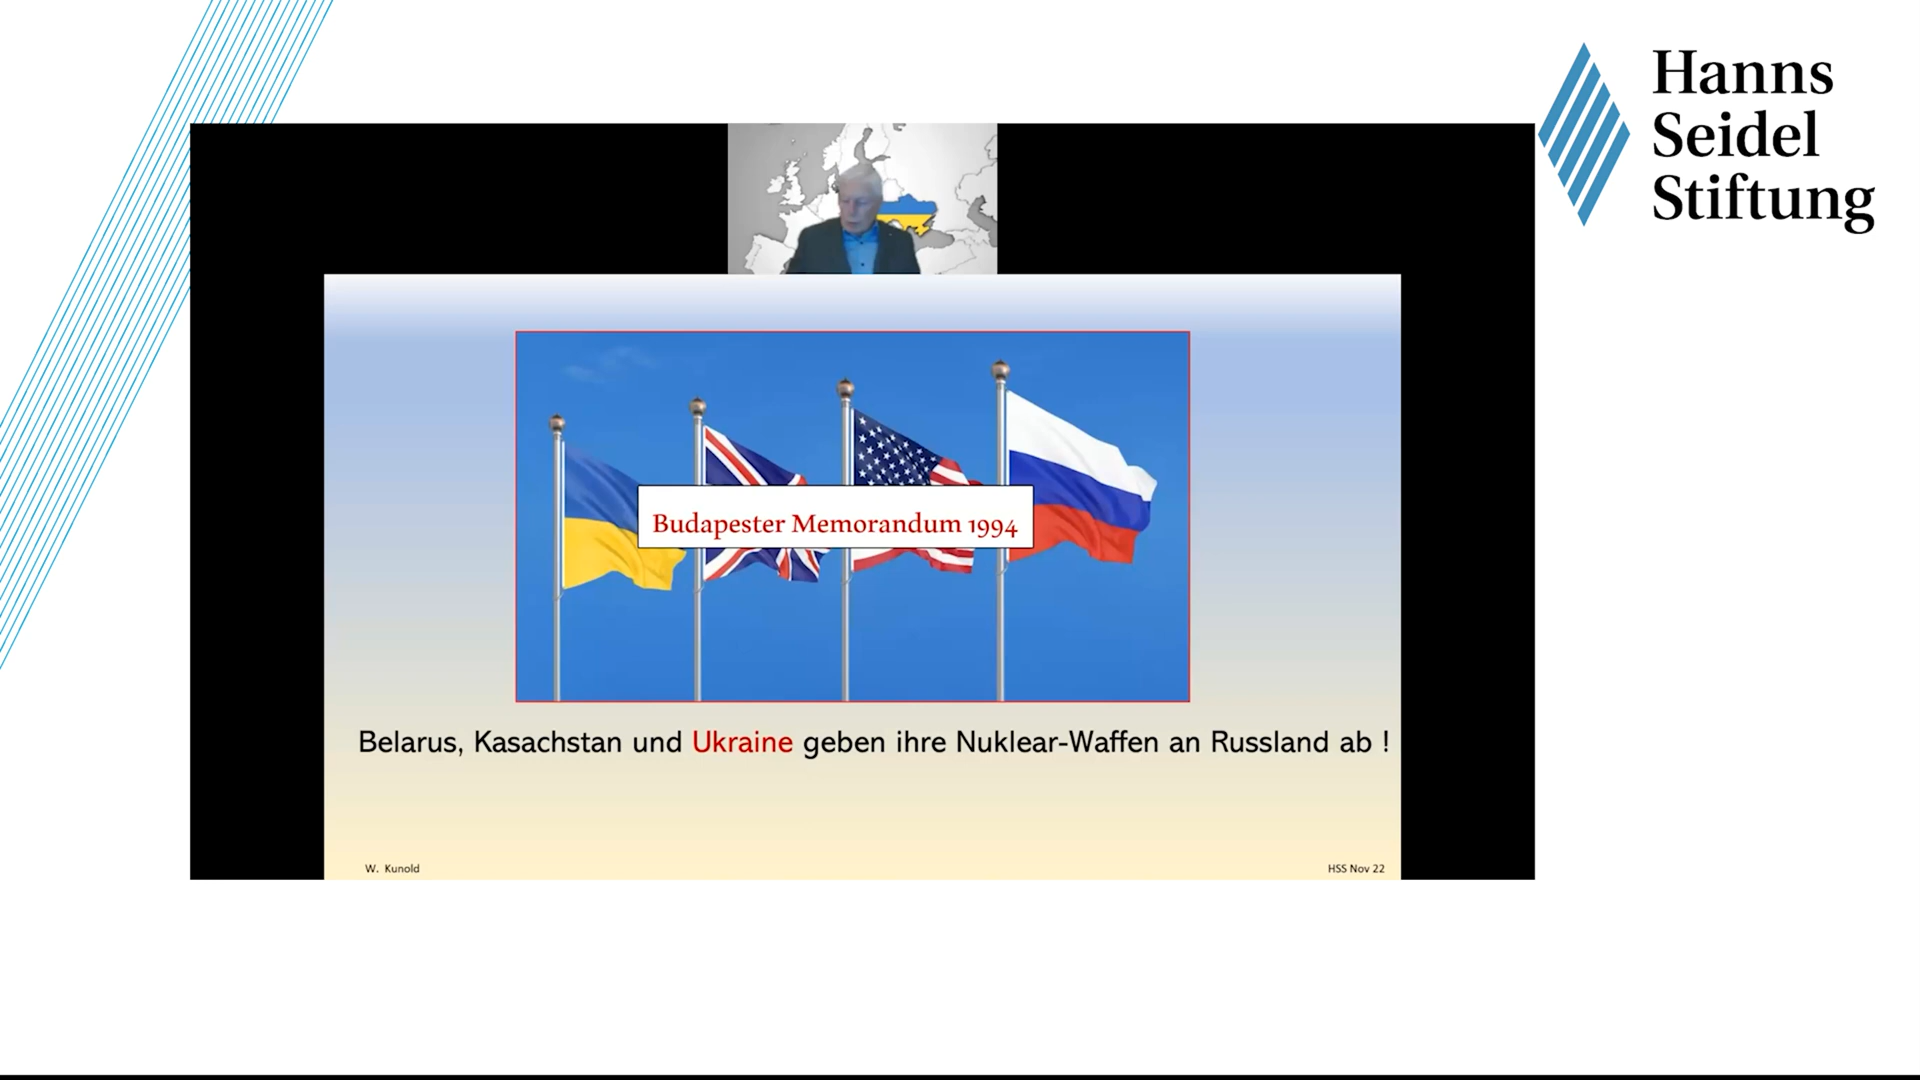 Hanns
Seidel
Stiftung
Budapester Memorandum 1994
Belarus, Kasachstan und Ukraine geben ihre Nuklear-Waffen an Russland ab !
W. Kunold
HSS Nov 22